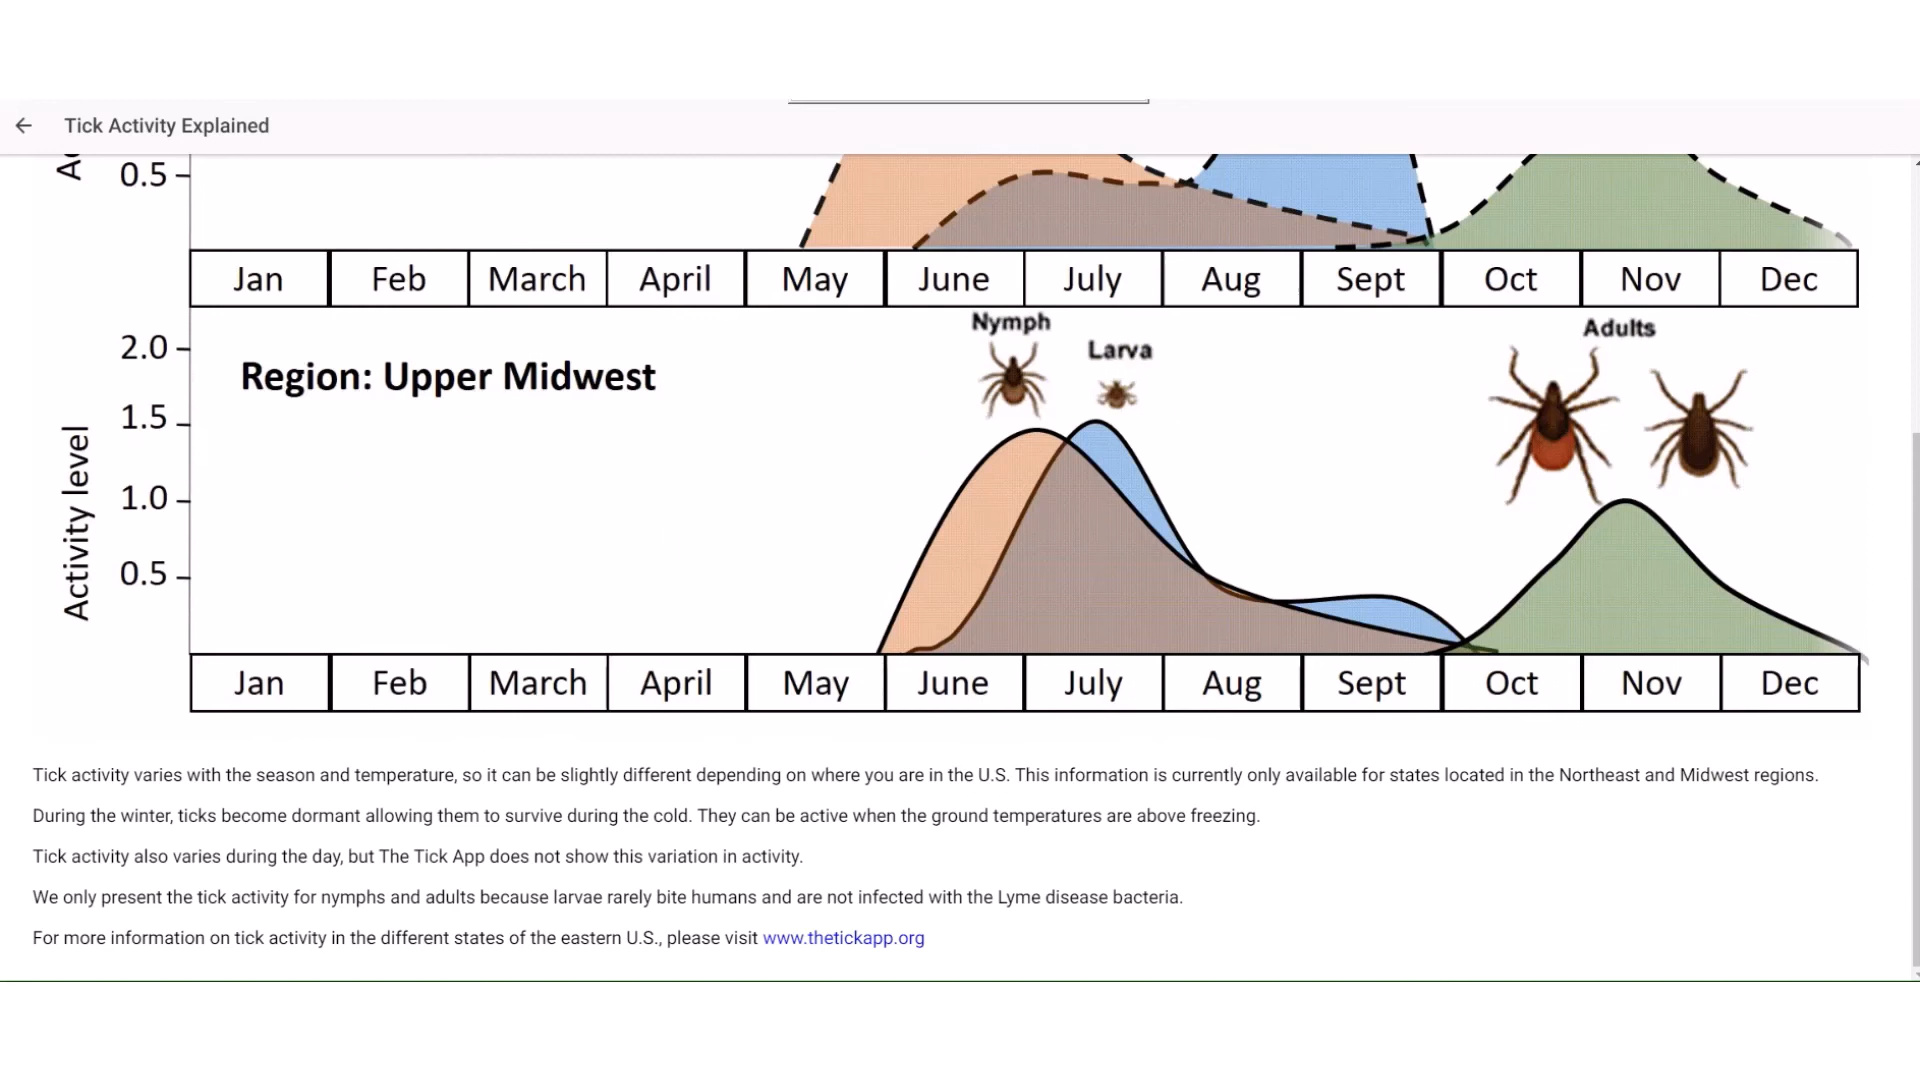 Tick Activity Explained
0.5
Jan Feb March April May June July Aug Sept Oct Nov Dec
Nymph
Adults
2.0
Larva
Region: Upper Midwest
1.5
Activity level
1.0
0.5
Jan Feb March April May June July Aug Sept Oct Nov Dec
Tick activity varies with the season and temperature, so it can be slightly different depending on where you are in the U.S. This information is currently only available for states located in the Northeast and Midwest regions.
During the winter, ticks become dormant allowing them to survive during the cold. They can be active when the ground temperatures are above freezing.
Tick activity also varies during the day, but The Tick App does not show this variation in activity.
We only present the tick activity for nymphs and adults because larvae rarely bite humans and are not infected with the Lyme disease bacteria.
For more information on tick activity in the different states of the eastern U.S., please visit www.thetickapp.org